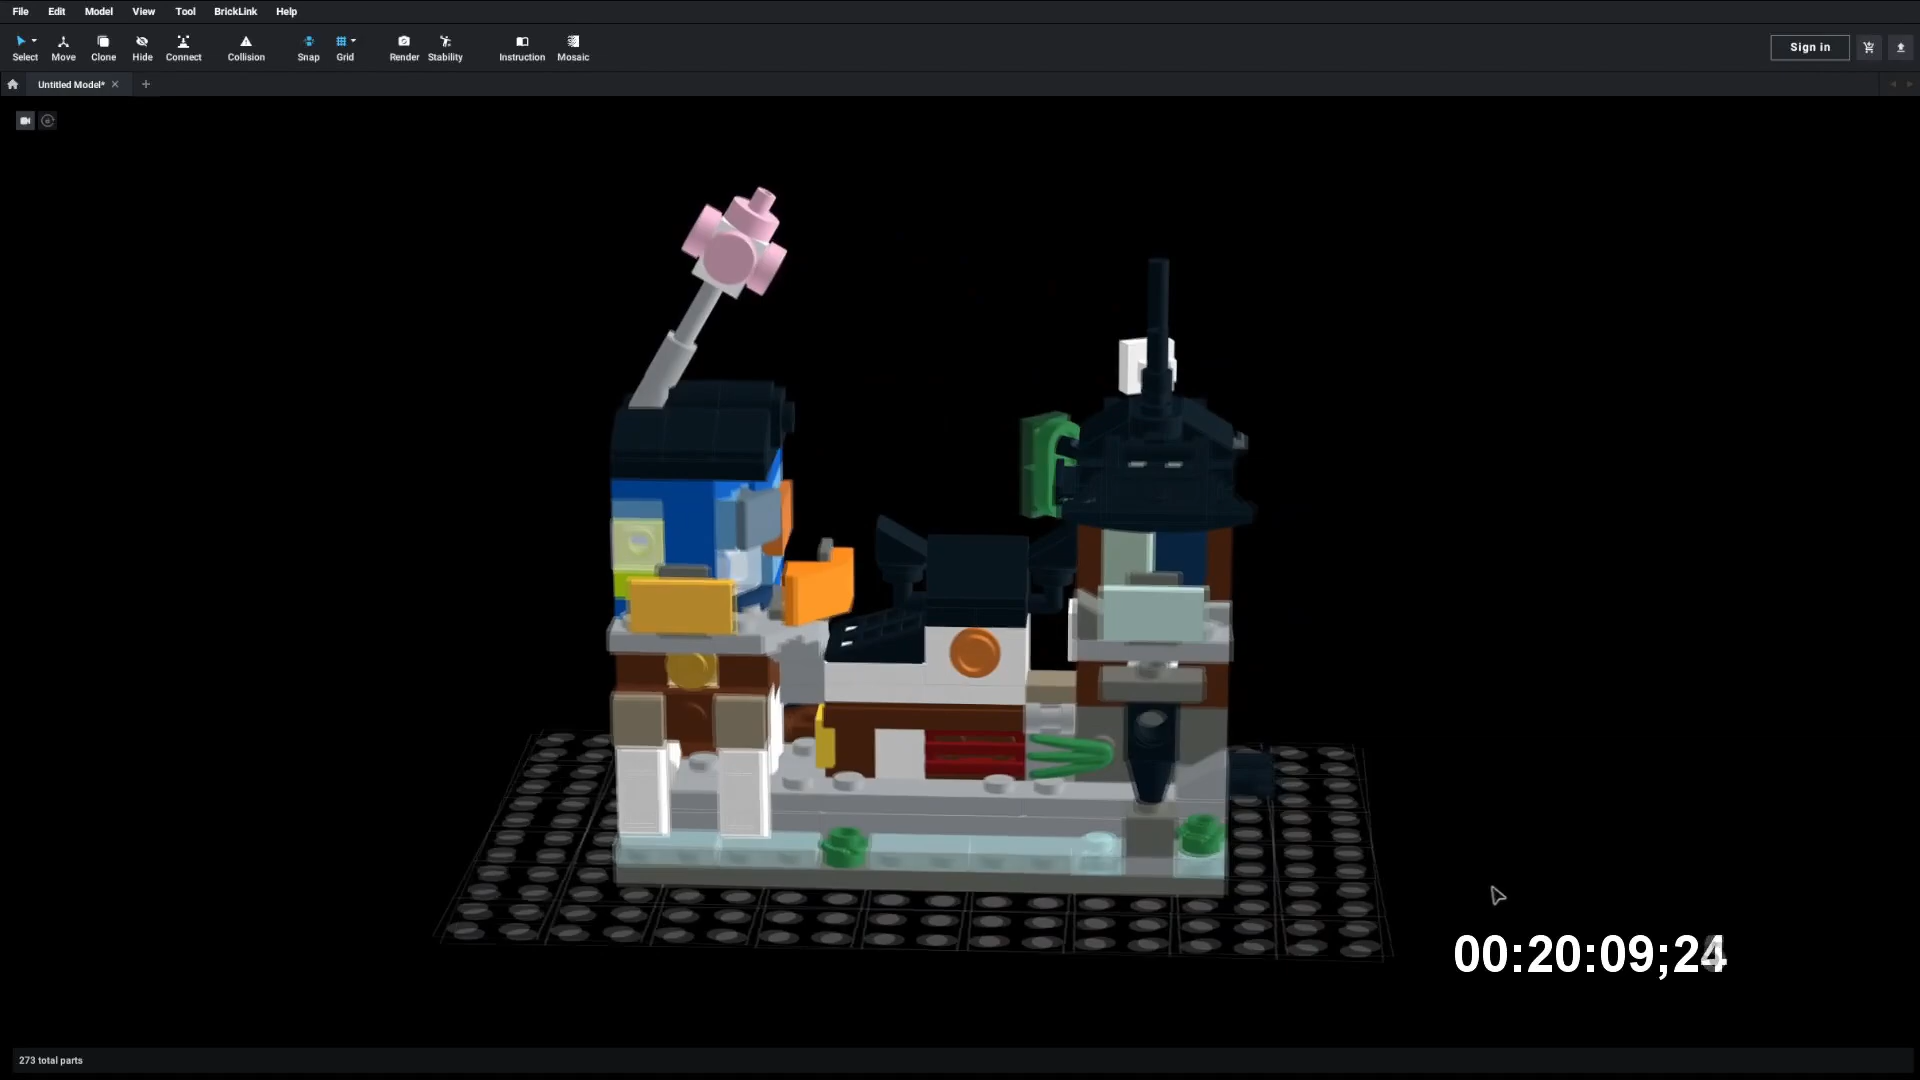 File Edit Model View Tool BrickLink Help
Select Move Clone Hide Connect Collision Snap Grid Render Stability Instruction Mosaic Sign in
Untitled Model*
00:20:09;24
273 total parts